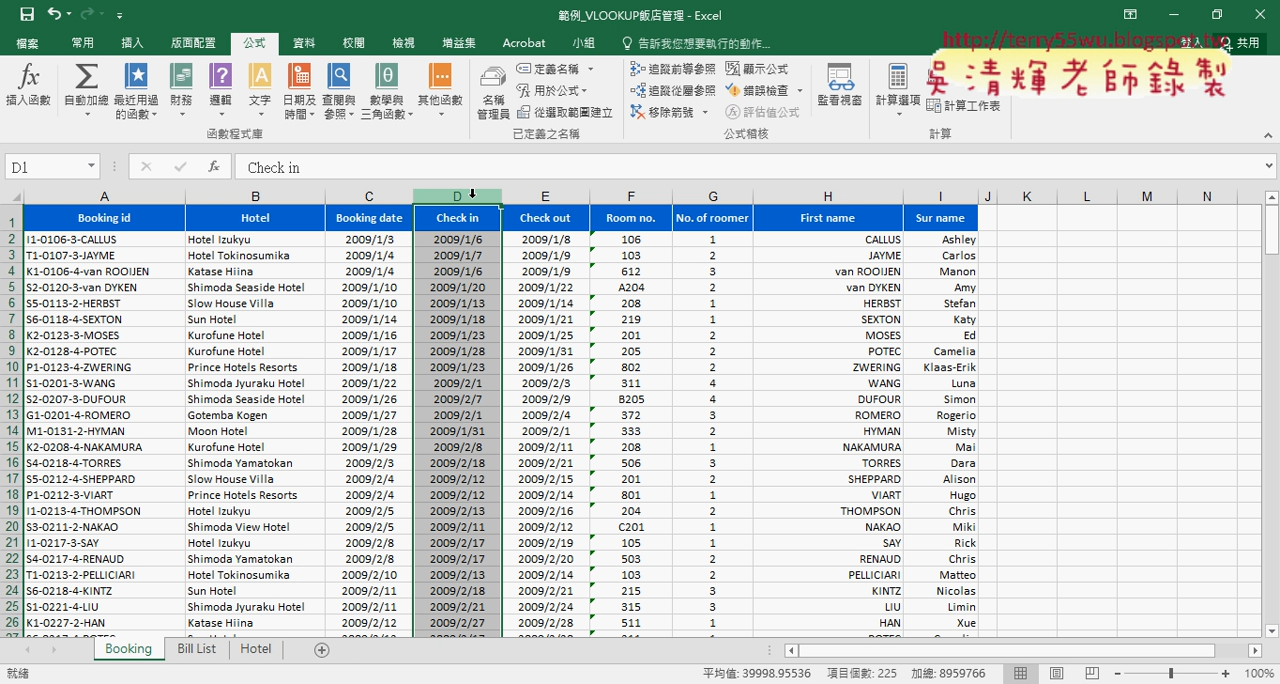 範例_VLOOKUP飯店管理 - Excel
檔案 常用 插入 版面配置 公式 資料 校閱 檢視 增益集 Acrobat 小組 告訴我您想要執行的動作... 登入 共用
http://terry55wu.blogspot.tw
吳清輝老師錄製
fx Σ ? A θ
插入函數 自動加總 最近用過的函數 財務 邏輯 文字 日期及時間 查閱與參照 數學與三角函數 其他函數 名稱管理員 定義名稱 用於公式 從選取範圍建立 追蹤前導參照 追蹤從屬參照 移除箭號 顯示公式 錯誤檢查 評估值公式 監看視窗 計算選項 計算工作表
函數程式庫 已定義之名稱 公式稽核 計算
D1 fx Check in
A B C D E F G H I J K L M N
1 Booking id Hotel Booking date Check in Check out Room no. No. of roomer First name Sur name
2 I1-0106-3-CALLUS Hotel Izukyu 2009/1/3 2009/1/6 2009/1/8 106 1 CALLUS Ashley
3 T1-0107-3-JAYME Hotel Tokinosumika 2009/1/4 2009/1/7 2009/1/9 103 2 JAYME Carlos
4 K1-0106-4-van ROOIJEN Katase Hiina 2009/1/4 2009/1/6 2009/1/9 612 3 van ROOIJEN Manon
5 S2-0120-3-van DYKEN Shimoda Seaside Hotel 2009/1/10 2009/1/20 2009/1/22 A204 2 van DYKEN Amy
6 S5-0113-2-HERBST Slow House Villa 2009/1/10 2009/1/13 2009/1/14 208 1 HERBST Stefan
7 S6-0118-4-SEXTON Sun Hotel 2009/1/14 2009/1/18 2009/1/21 219 1 SEXTON Katy
8 K2-0123-3-MOSES Kurofune Hotel 2009/1/16 2009/1/23 2009/1/25 201 2 MOSES Ed
9 K2-0128-4-POTEC Kurofune Hotel 2009/1/17 2009/1/28 2009/1/31 205 2 POTEC Camelia
10 P1-0123-4-ZWERING Prince Hotels Resorts 2009/1/18 2009/1/23 2009/1/26 802 2 ZWERING Klaas-Erik
11 S1-0201-3-WANG Shimoda Jyuraku Hotel 2009/1/22 2009/2/1 2009/2/3 311 4 WANG Luna
12 S2-0207-3-DUFOUR Shimoda Seaside Hotel 2009/1/26 2009/2/7 2009/2/9 B205 4 DUFOUR Simon
13 G1-0201-4-ROMERO Gotemba Kogen 2009/1/27 2009/2/1 2009/2/4 372 3 ROMERO Rogerio
14 M1-0131-2-HYMAN Moon Hotel 2009/1/28 2009/1/31 2009/2/1 333 2 HYMAN Misty
15 K2-0208-4-NAKAMURA Kurofune Hotel 2009/1/29 2009/2/8 2009/2/11 208 1 NAKAMURA Mai
16 S4-0218-4-TORRES Shimoda Yamatokan 2009/2/3 2009/2/18 2009/2/21 506 3 TORRES Dara
17 S5-0212-4-SHEPPARD Slow House Villa 2009/2/4 2009/2/12 2009/2/15 201 2 SHEPPARD Alison
18 P1-0212-3-VIART Prince Hotels Resorts 2009/2/4 2009/2/12 2009/2/14 801 1 VIART Hugo
19 I1-0213-4-THOMPSON Hotel Izukyu 2009/2/5 2009/2/13 2009/2/16 204 2 THOMPSON Chris
20 S3-0211-2-NAKAO Shimoda View Hotel 2009/2/5 2009/2/11 2009/2/12 C201 1 NAKAO Miki
21 I1-0217-3-SAY Hotel Izukyu 2009/2/8 2009/2/17 2009/2/19 105 1 SAY Rick
22 S4-0217-4-RENAUD Shimoda Yamatokan 2009/2/8 2009/2/17 2009/2/20 503 2 RENAUD Chris
23 T1-0213-2-PELLICIARI Hotel Tokinosumika 2009/2/10 2009/2/13 2009/2/14 103 2 PELLICIARI Matteo
24 S6-0218-4-KINTZ Sun Hotel 2009/2/11 2009/2/18 2009/2/21 215 3 KINTZ Nicolas
25 S1-0221-4-LIU Shimoda Jyuraku Hotel 2009/2/11 2009/2/21 2009/2/24 315 3 LIU Limin
26 K1-0227-2-HAN Katase Hiina 2009/2/12 2009/2/27 2009/2/28 511 1 HAN Xue
Booking Bill List Hotel
就緒 平均值: 39998.95536 項目個數: 225 加總: 8959766 100%